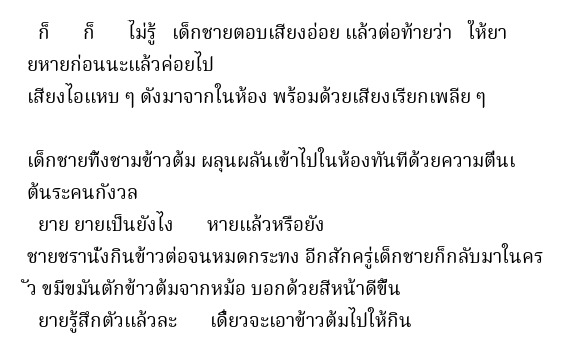 ก็ ก็ ไม่รู้ เด็กชายตอบเสียงอ่อย แล้วต่อท้ายว่า ให้ยา
ยหายก่อนนะแล้วค่อยไป
เสียงไอแหบ ๆ ดังมาจากในห้อง พร้อมด้วยเสียงเรียกเพลีย ๆ
เด็กชายทิ้งชามข้าวต้ม ผลุนผลันเข้าไปในห้องทันทีด้วยความตื่นเ
ต้นระคนกังวล
ยาย ยายเป็นยังไง หายแล้วหรือยัง
ชายชรานั่งกินข้าวต่อจนหมดกระทง อีกสักครู่เด็กชายก็กลับมาในคร
ัว ขมีขมันตักข้าวต้มจากหม้อ บอกด้วยสีหน้าดีขึ้น
ยายรู้สึกตัวแล้วละ เดี๋ยวจะเอาข้าวต้มไปให้กิน